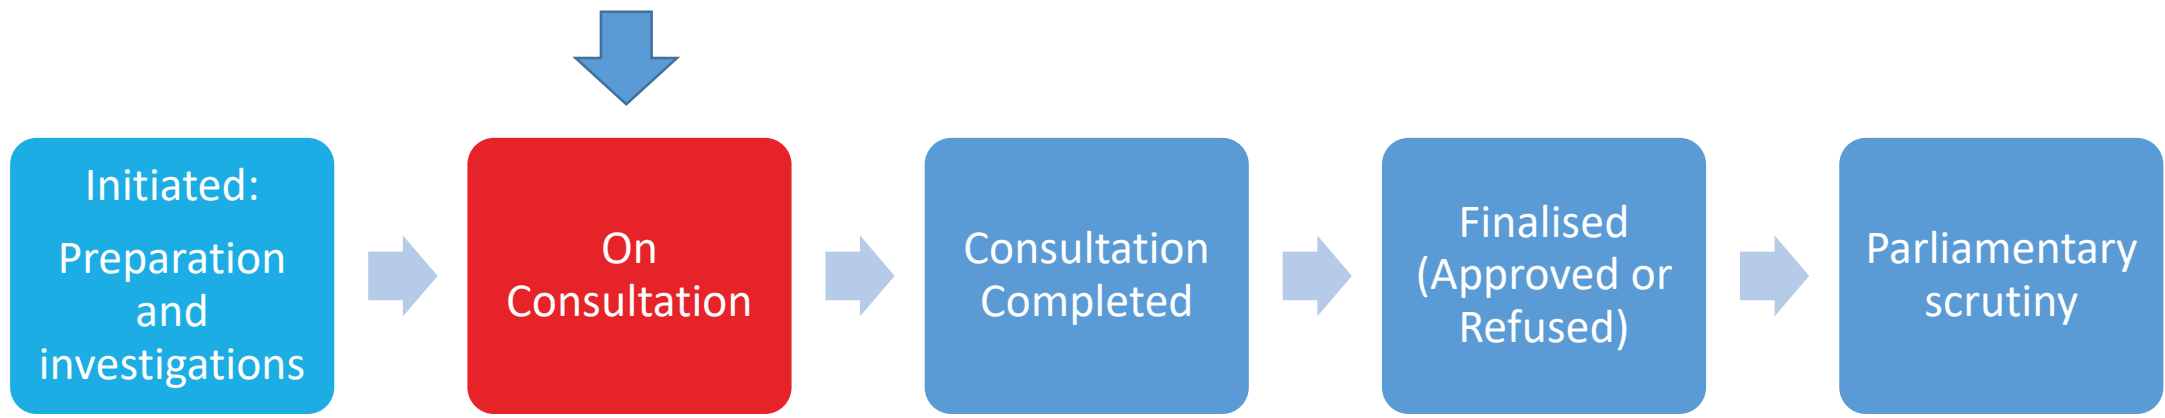 Initiated:
Preparation
and
investigations
On
Consultation
Consultation
Completed
Finalised
(Approved or
Refused)
Parliamentary
scrutiny